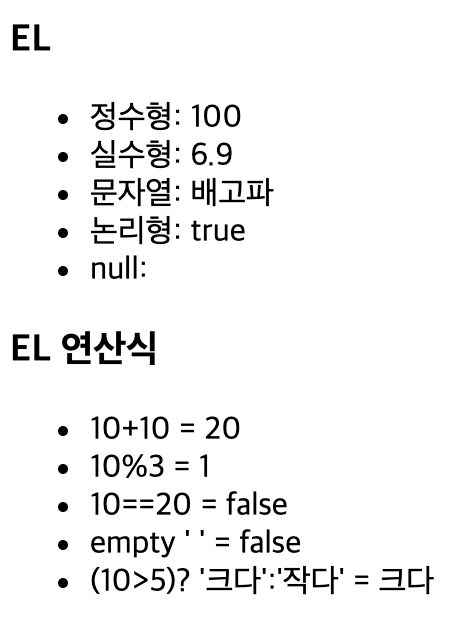 EL
• 정수형: 100
• 실수형: 6.9
• 문자열: 배고파
• 논리형: true
• null:
EL 연산식
• 10+10 = 20
• 10%3 = 1
• 10==20 = false
• empty ' ' = false
• (10>5)? '크다':'작다' = 크다